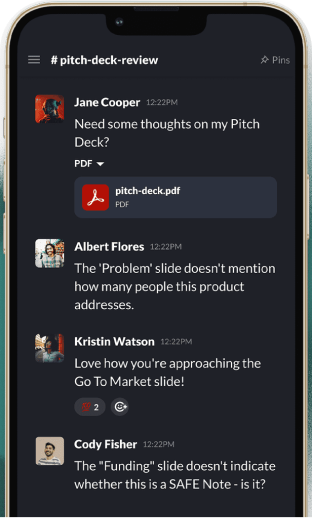 # pitch-deck-review
Pins
Jane Cooper 12:22PM
Need some thoughts on my Pitch
Deck?
PDF
pitch-deck.pdf
PDF
Albert Flores 12:22PM
The 'Problem' slide doesn't mention
how many people this product
addresses.
Kristin Watson 12:22PM
Love how you're approaching the
Go To Market slide!
2
Cody Fisher 12:22PM
The "Funding" slide doesn't indicate
whether this is a SAFE Note - is it?